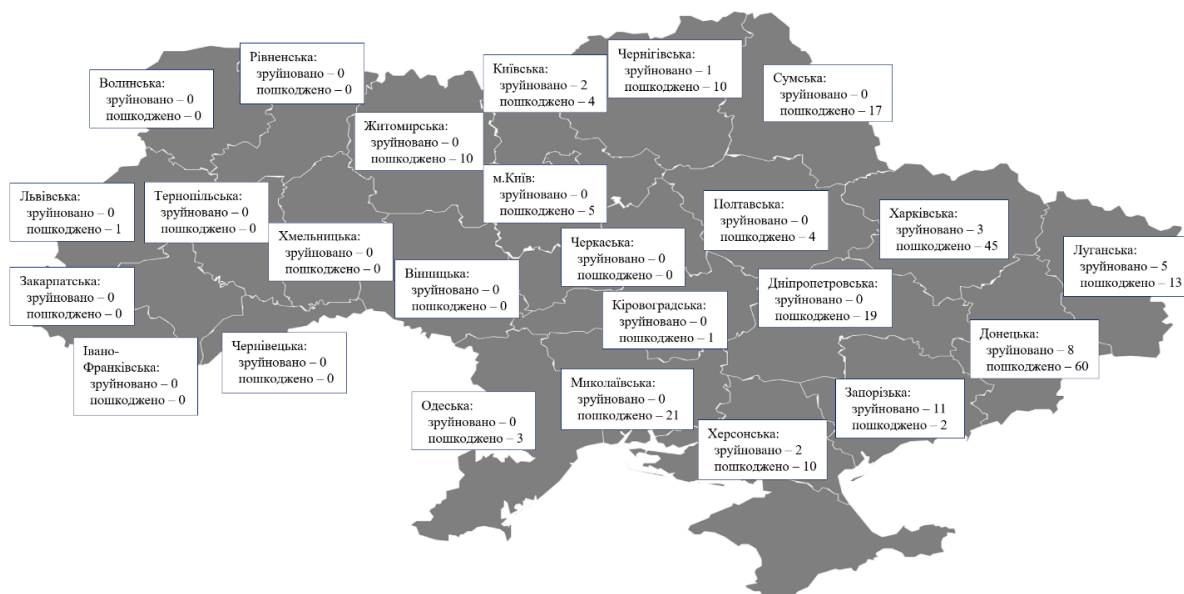 Рівненська:
зруйновано – 0
пошкоджено – 0
Волинська:
зруйновано – 0
пошкоджено – 0
Київська:
зруйновано – 2
пошкоджено – 4
Чернігівська:
зруйновано – 1
пошкоджено – 10
Сумська:
зруйновано – 0
пошкоджено – 17
Житомирська:
зруйновано – 0
пошкоджено – 10
м.Київ:
зруйновано – 0
пошкоджено – 5
Львівська:
зруйновано – 0
пошкоджено – 1
Тернопільська:
зруйновано – 0
пошкоджено – 0
Хмельницька:
зруйновано – 0
пошкоджено – 0
Полтавська:
зруйновано – 0
пошкоджено – 4
Харківська:
зруйновано – 3
пошкоджено – 45
Луганська:
зруйновано – 5
пошкоджено – 13
Черкаська:
зруйновано – 0
пошкоджено – 0
Вінницька:
зруйновано – 0
пошкоджено – 0
Закарпатська:
зруйновано – 0
пошкоджено – 0
Дніпропетровська:
зруйновано – 0
пошкоджено – 19
Кіровоградська:
зруйновано – 0
пошкоджено – 1
Донецька:
зруйновано – 8
пошкоджено – 60
Івано-
Франківська:
зруйновано – 0
пошкоджено – 0
Чернівецька:
зруйновано – 0
пошкоджено – 0
Миколаївська:
зруйновано – 0
пошкоджено – 21
Запорізька:
зруйновано – 11
пошкоджено – 2
Одеська:
зруйновано – 0
пошкоджено – 3
Херсонська:
зруйновано – 2
пошкоджено – 10